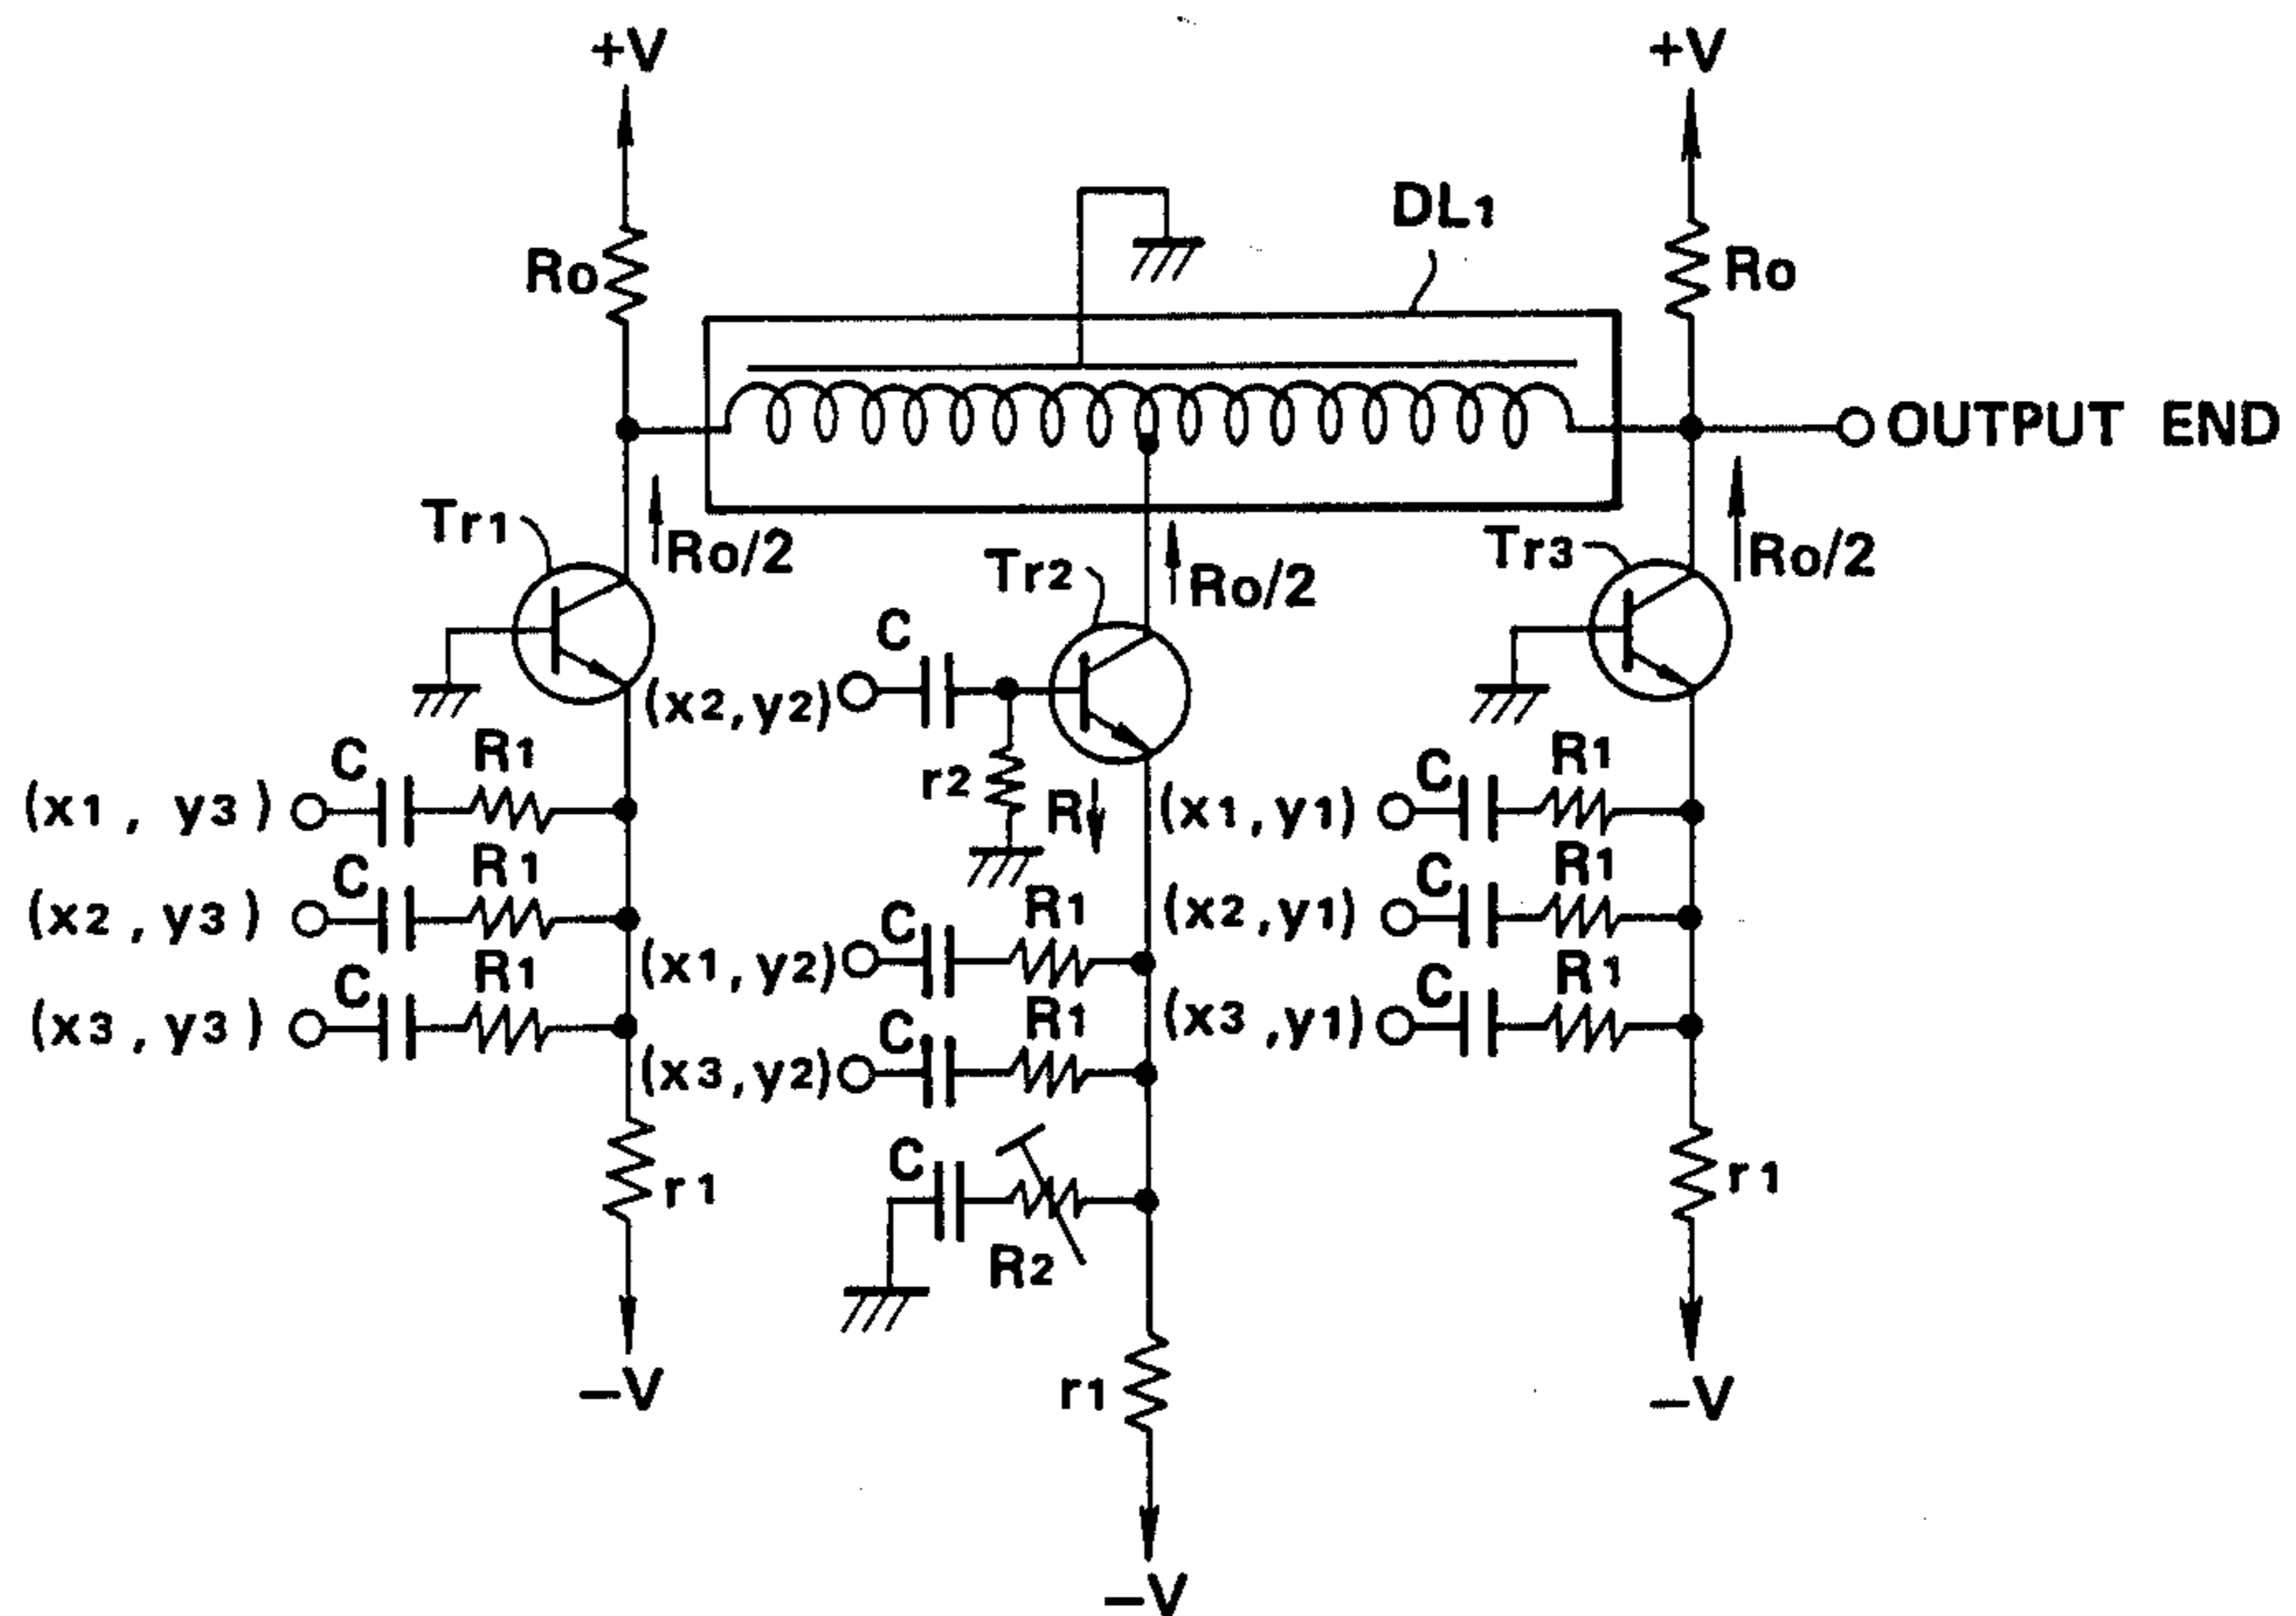 +V
+V
DL1
Ro
Ro
OUTPUT END
Tr1
Ro/2
Tr2
Ro/2
Tr3
Ro/2
C
(x2,y2)
r2
R
C
R1
(x1, y3)
C
R1
(x2,y3)
C
R1
(x3,y3)
r1
-V
C
R1
(x1,y2)
C
R1
(x3,y2)
C
R2
r1
-V
C
R1
(x1,y1)
C
R1
(x2,y1)
C
R1
(x3,y1)
r1
-V